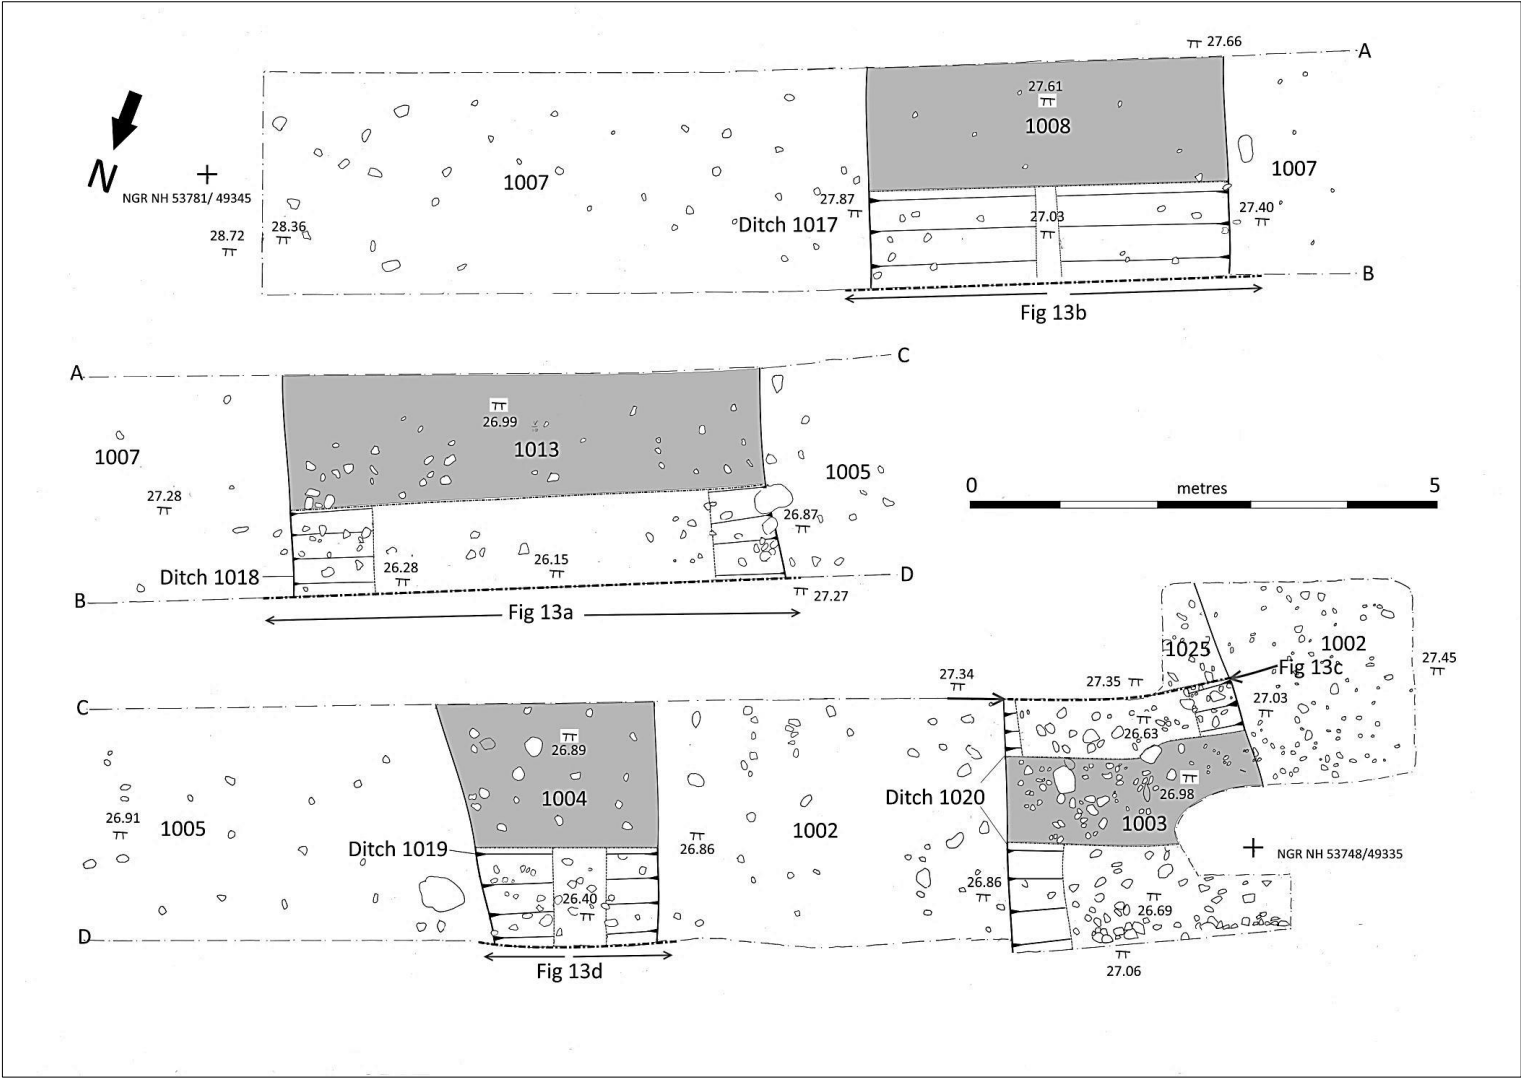 27.66
A
27.61
1008
N
NGR NH 53781/ 49345
1007
1007
27.87
27.40
28.36
27.03
Ditch 1017
28.72
B
Fig 13b
A
C
26.99
1013
1007
1005
27.28
0
metres
5
26.87
26.28
26.15
Ditch 1018
D
B
27.27
Fig 13a
1025
1002
27.45
Fig 13c
27.34
27.35
27.03
C
26.63
26.89
1004
Ditch 1020
26.98
26.91
1005
1002
1003
Ditch 1019
26.86
NGR NH 53748/49335
26.86
26.40
26.69
D
Fig 13d
27.06